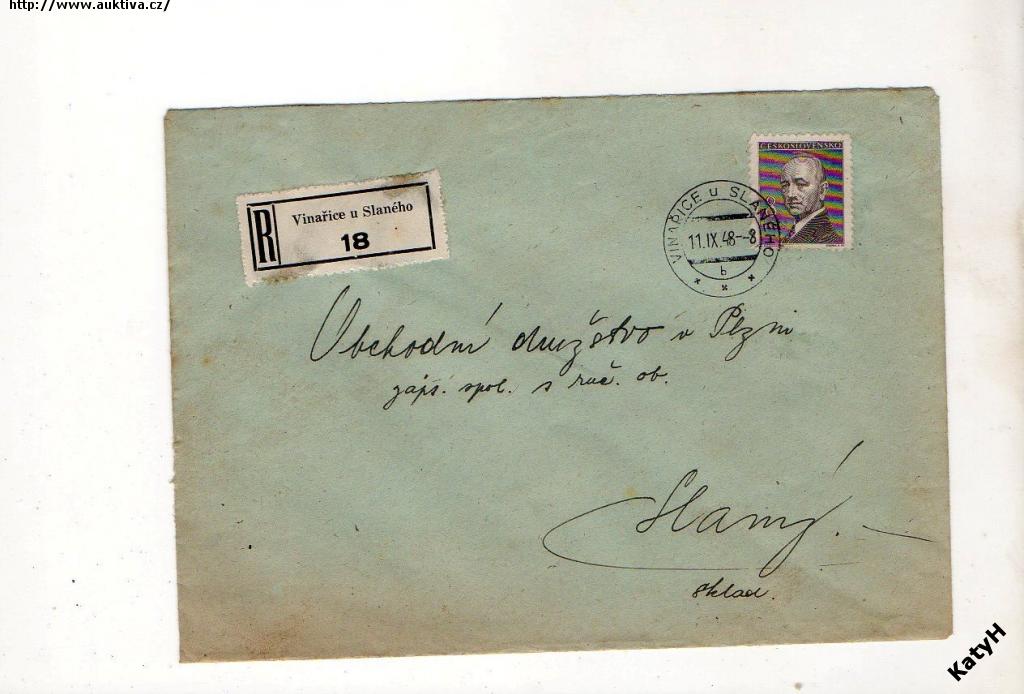 http://www.auktiva.cz/
ČESKOSLOVENSKO
R
Vinařice u Slaného
18
VINAŘICE u SLANÉHO
11.IX.48--8
b
Obchodní družstvo v Plzni
záps. spol. s ruč. ob.
Slaný.
sklad.
KatyH